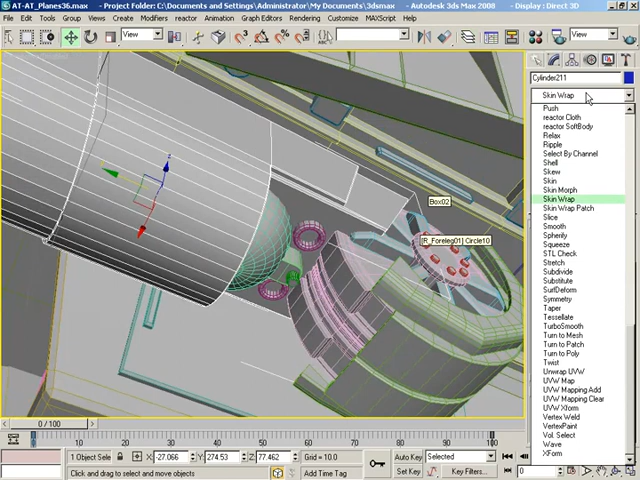 AT-AT_Planes36.max - Project Folder: C:\Documents and Settings\Administrator\My Documents\3dsmax - Autodesk 3ds Max 2008 - Display : Direct 3D
File Edit Tools Group Views Create Modifiers reactor Animation Graph Editors Rendering Customize MAXScript Help
View
View
Cylinder211
Skin Wrap
Push
reactor Cloth
reactor SoftBody
Relax
Ripple
Select By Channel
Shell
Skew
Skin
Skin Morph
Skin Wrap
Skin Wrap Patch
Slice
Smooth
Spherify
Squeeze
STL Check
Stretch
Subdivide
Substitute
SurfDeform
Symmetry
Taper
Tessellate
TurboSmooth
Turn to Mesh
Turn to Patch
Turn to Poly
Twist
Unwrap UVW
UVW Map
UVW Mapping Add
UVW Mapping Clear
UVW Xform
Vertex Weld
VertexPaint
Vol. Select
Wave
XForm
Box02
[R_Foreleg01] Circle10
z
0 / 100
0 10 20 30 40 50 60 70 80 90 100
1 Object Selec X: -27.066 Y: 274.53 Z: 77.462 Grid = 10.0 Auto Key Selected
Click and drag to select and move objects Add Time Tag Set Key Key Filters... 0